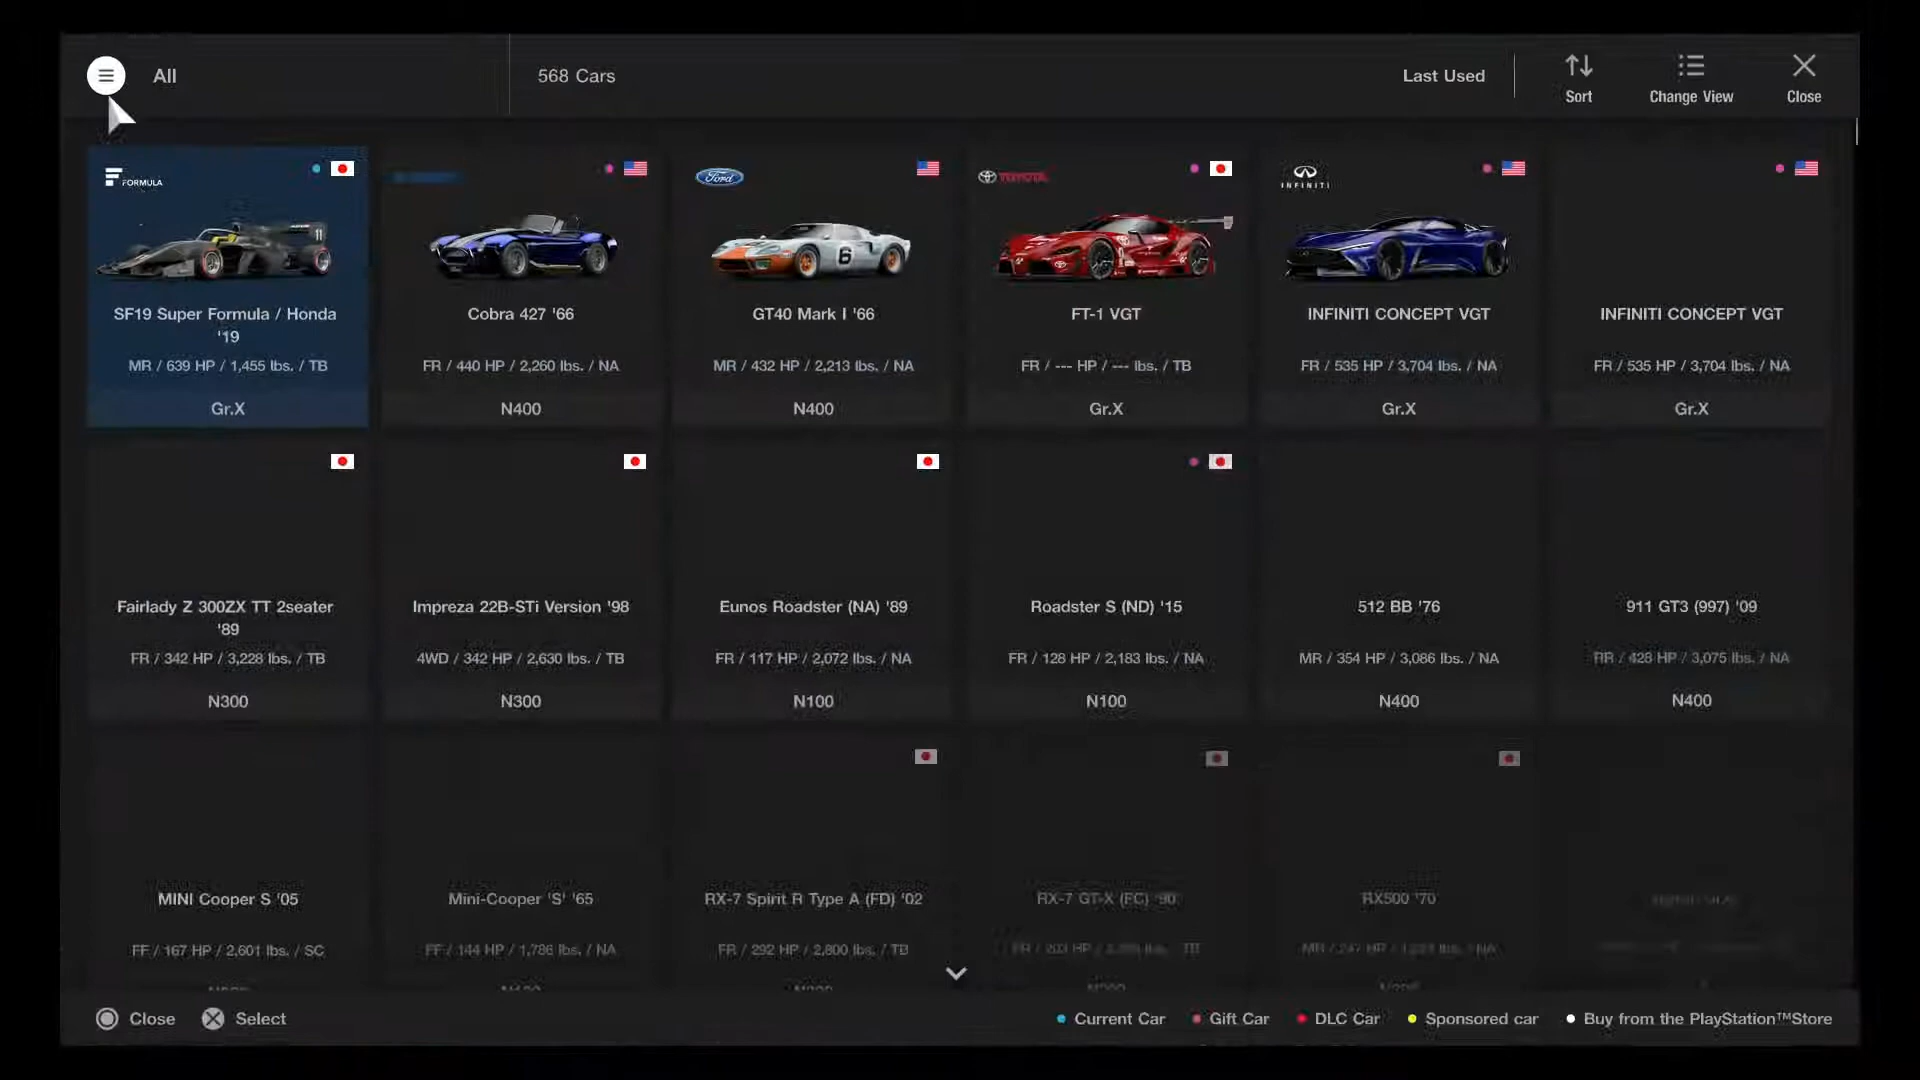 All
568 Cars
Last Used
Sort
Change View
Close
FORMULA
11
SF19 Super Formula / Honda
'19
MR / 639 HP / 1,455 lbs. / TB
Gr.X
Cobra 427 '66
FR / 440 HP / 2,260 lbs. / NA
N400
Ford
6
GT40 Mark I '66
MR / 432 HP / 2,213 lbs. / NA
N400
TOYOTA
FT-1 VGT
FR / --- HP / --- lbs. / TB
Gr.X
INFINITI
INFINITI CONCEPT VGT
FR / 535 HP / 3,704 lbs. / NA
Gr.X
INFINITI CONCEPT VGT
FR / 535 HP / 3,704 lbs. / NA
Gr.X
Fairlady Z 300ZX TT 2seater
'89
FR / 342 HP / 3,228 lbs. / TB
N300
Impreza 22B-STi Version '98
4WD / 342 HP / 2,630 lbs. / TB
N300
Eunos Roadster (NA) '89
FR / 117 HP / 2,072 lbs. / NA
N100
Roadster S (ND) '15
FR / 128 HP / 2,183 lbs. / NA
N100
512 BB '76
MR / 354 HP / 3,086 lbs. / NA
N400
911 GT3 (997) '09
RR / 428 HP / 3,075 lbs. / NA
N400
MINI Cooper S '05
FF / 167 HP / 2,601 lbs. / SC
Mini-Cooper 'S' '65
FF / 144 HP / 1,786 lbs. / NA
RX-7 Spirit R Type A (FD) '02
FR / 292 HP / 2,800 lbs. / TB
RX-7 GT-X (FC) '90
RX500 '70
Close
Select
Current Car
Gift Car
DLC Car
Sponsored car
Buy from the PlayStation™Store